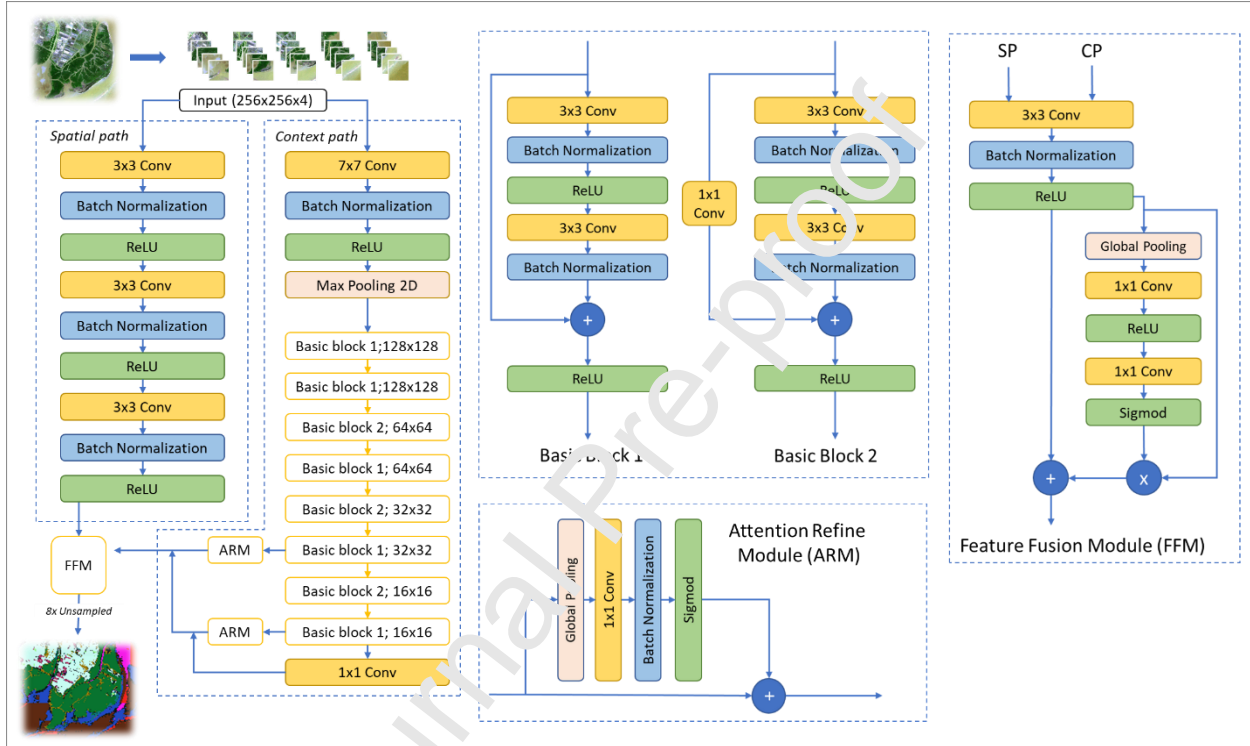 Input (256x256x4)
Spatial path
3x3 Conv
Batch Normalization
ReLU
3x3 Conv
Batch Normalization
ReLU
3x3 Conv
Batch Normalization
ReLU
FFM
8x Unsampled
Context path
7x7 Conv
Batch Normalization
ReLU
Max Pooling 2D
Basic block 1;128x128
Basic block 1;128x128
Basic block 2; 64x64
Basic block 1; 64x64
Basic block 2; 32x32
Basic block 1; 32x32
ARM
Basic block 2; 16x16
Basic block 1; 16x16
ARM
1x1 Conv
3x3 Conv
Batch Normalization
ReLU
3x3 Conv
Batch Normalization
+
ReLU
Basic Block 1
3x3 Conv
Batch Normalization
ReLU
1x1
Conv
3x3 Conv
Batch Normalization
+
ReLU
Basic Block 2
Attention Refine
Module (ARM)
Global Pooling
1x1 Conv
Batch Normalization
Sigmod
+
SP
CP
3x3 Conv
Batch Normalization
ReLU
Global Pooling
1x1 Conv
ReLU
1x1 Conv
Sigmod
+
x
Feature Fusion Module (FFM)
Journal Pre-proof